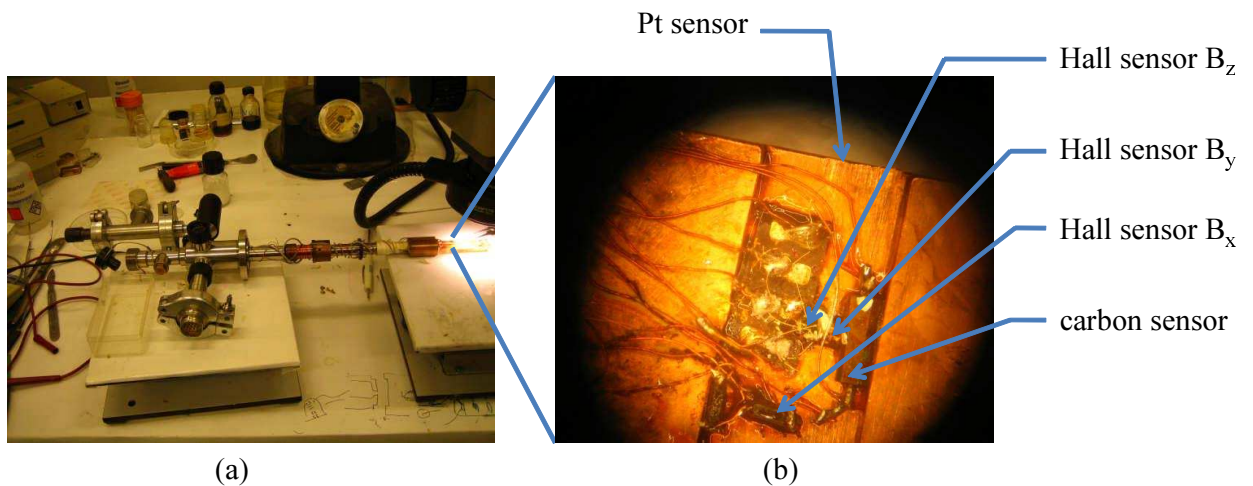 Pt sensor
Hall sensor Bz
Hall sensor By
Hall sensor Bx
carbon sensor
(a)
(b)